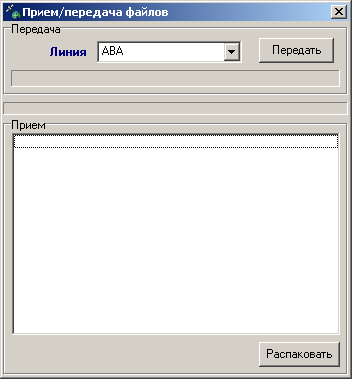 Прием/передача файлов
Передача
Линия ABA Передать
Прием
Распаковать